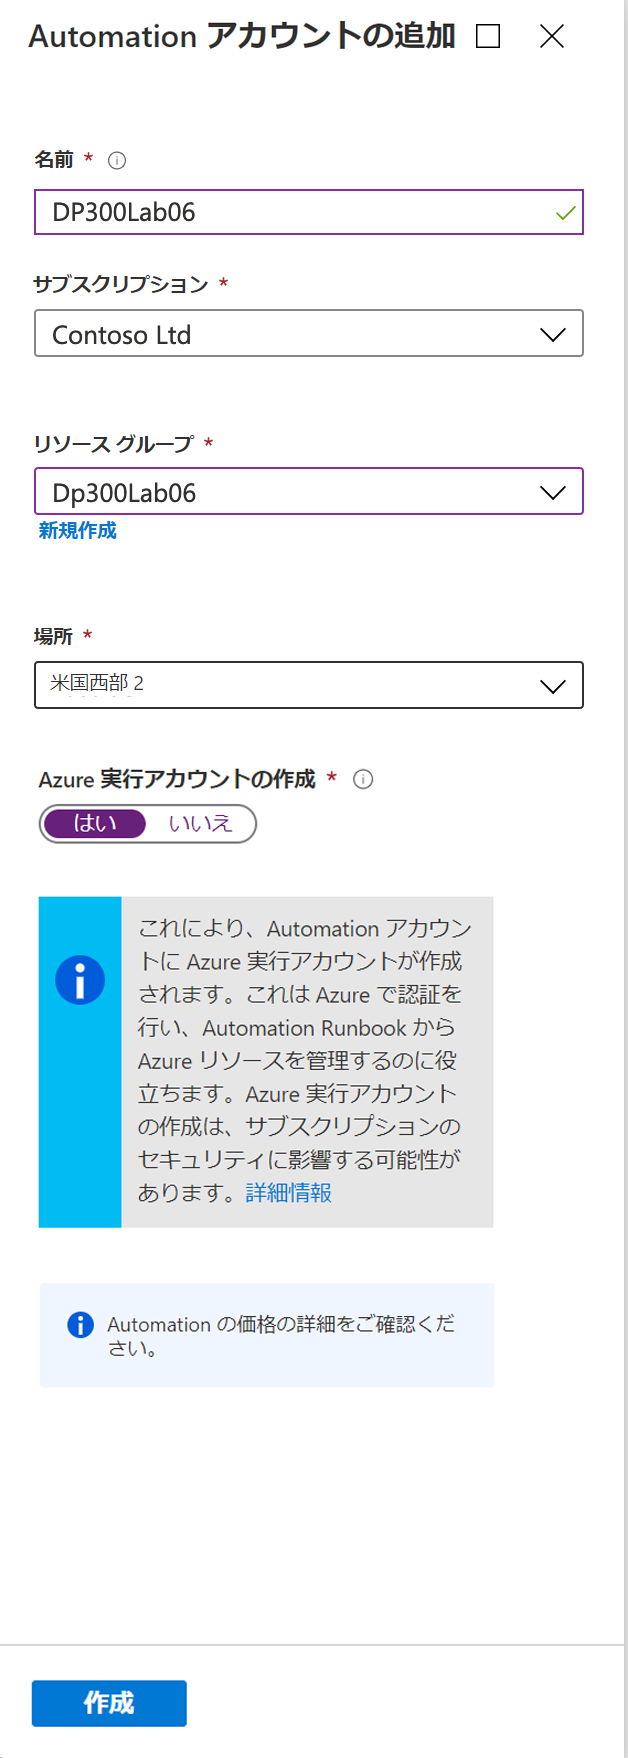 Automation アカウントの追加
名前 *
DP300Lab06
サブスクリプション *
Contoso Ltd
リソース グループ *
Dp300Lab06
新規作成
場所 *
米国西部 2
Azure 実行アカウントの作成 *
はい いいえ
これにより、Automation アカウン
トに Azure 実行アカウントが作成
されます。これは Azure で認証を
行い、Automation Runbook から
Azure リソースを管理するのに役
立ちます。Azure 実行アカウント
の作成は、サブスクリプションの
セキュリティに影響する可能性が
あります。詳細情報
Automation の価格の詳細をご確認くだ
さい。
作成